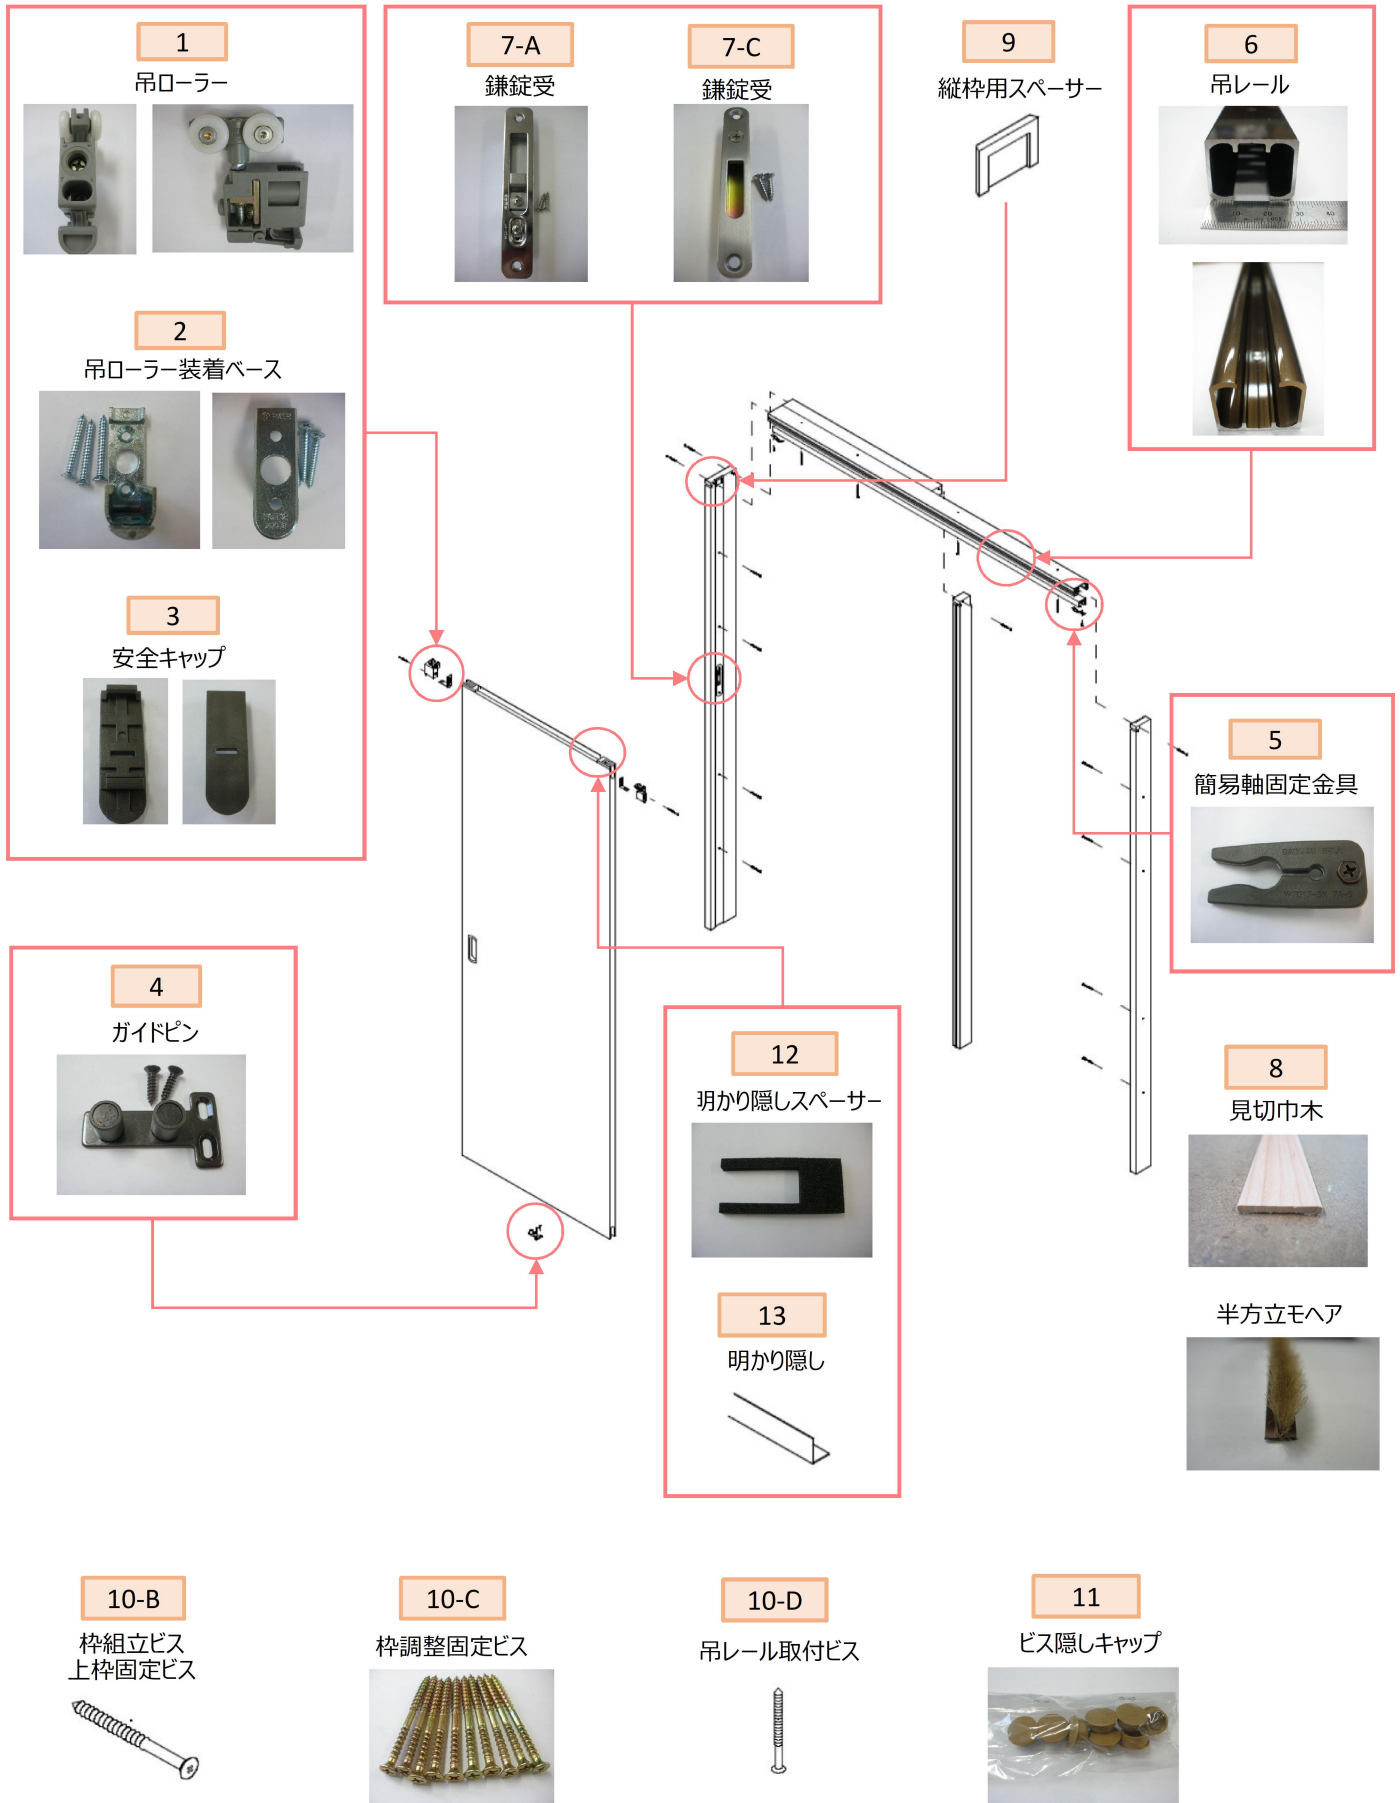 1
吊ローラー
2
吊ローラー装着ベース
3
安全キャップ
7-A
鎌錠受
7-C
鎌錠受
9
縦枠用スペーサー
6
吊レール
5
簡易軸固定金具
4
ガイドピン
12
明かり隠しスペーサー
13
明かり隠し
8
見切巾木
半方立モヘア
10-B
枠組立ビス
上枠固定ビス
10-C
枠調整固定ビス
10-D
吊レール取付ビス
11
ビス隠しキャップ